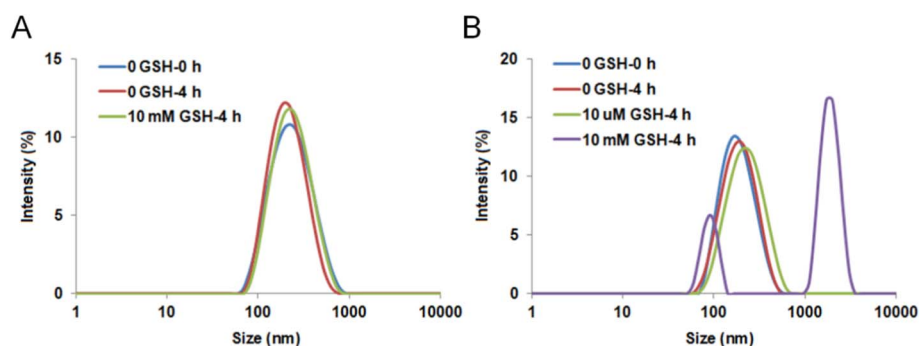 A
15
10
5
0
Intensity (%)
0 GSH-0 h
0 GSH-4 h
10 mM GSH-4 h
1 10 100 1000 10000
Size (nm)
B
20
15
10
5
0
Intensity (%)
0 GSH-0 h
0 GSH-4 h
10 uM GSH-4 h
10 mM GSH-4 h
1 10 100 1000 10000
Size (nm)